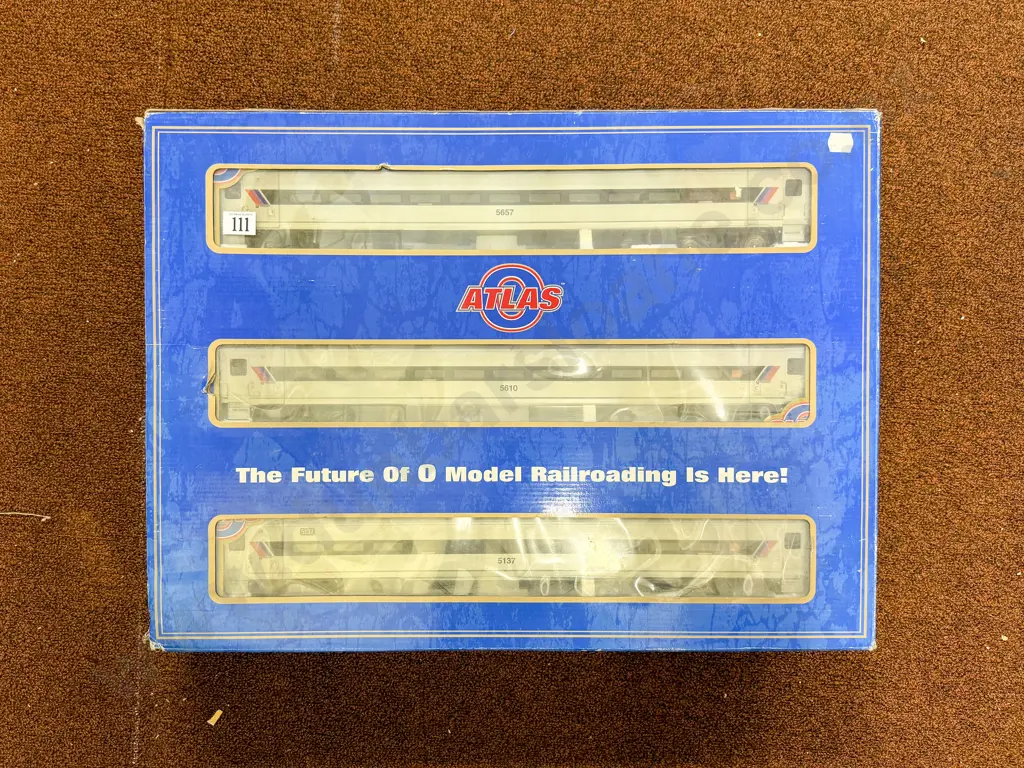 5657
111
ATLAS
5610
The Future Of O Model Railroading Is Here!
5137